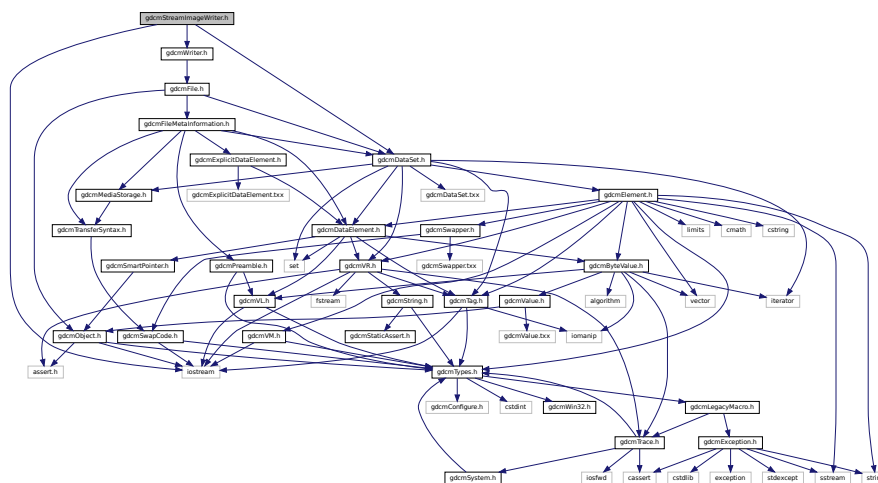 gdcmStreamImageWriter.h
gdcmWriter.h
gdcmFile.h
gdcmFileMetaInformation.h
gdcmExplicitDataElement.h
gdcmDataSet.h
gdcmMediaStorage.h
gdcmExplicitDataElement.txx
gdcmDataSet.txx
gdcmElement.h
gdcmTransferSyntax.h
gdcmDataElement.h
gdcmSwapper.h
limits
cmath
cstring
gdcmSmartPointer.h
gdcmPreamble.h
set
gdcmVR.h
gdcmSwapper.txx
gdcmByteValue.h
gdcmVL.h
fstream
gdcmString.h
gdcmTag.h
gdcmValue.h
algorithm
vector
iterator
gdcmObject.h
gdcmSwapCode.h
gdcmVM.h
gdcmStaticAssert.h
gdcmValue.txx
iomanip
assert.h
iostream
gdcmTypes.h
gdcmConfigure.h
cstdint
gdcmWin32.h
gdcmLegacyMacro.h
gdcmTrace.h
gdcmException.h
gdcmSystem.h
iosfwd
cassert
cstdlib
exception
stdexcept
sstream